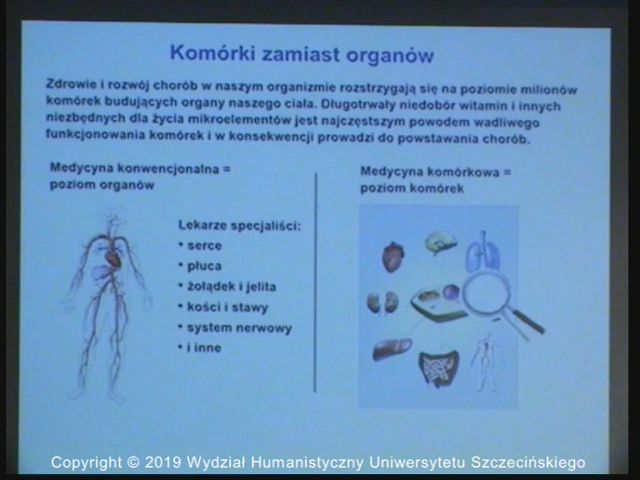 Komórki zamiast organów
Zdrowie i rozwój chorób w naszym organizmie rozstrzygają się na poziomie milionów
komórek budujących organy naszego ciała. Długotrwały niedobór witamin i innych
niezbędnych dla życia mikroelementów jest najczęstszym powodem wadliwego
funkcjonowania komórek i w konsekwencji prowadzi do powstawania chorób.
Medycyna konwencjonalna =
poziom organów
Lekarze specjaliści:
• serce
• płuca
• żołądek i jelita
• kości i stawy
• system nerwowy
• i inne
Medycyna komórkowa =
poziom komórek
Copyright © 2019 Wydział Humanistyczny Uniwersytetu Szczecińskiego